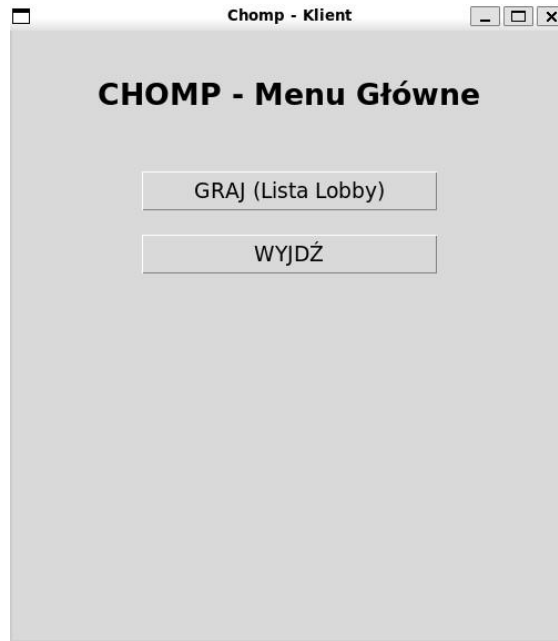 Chomp - Klient
CHOMP - Menu Główne
GRAJ (Lista Lobby)
WYJDŹ